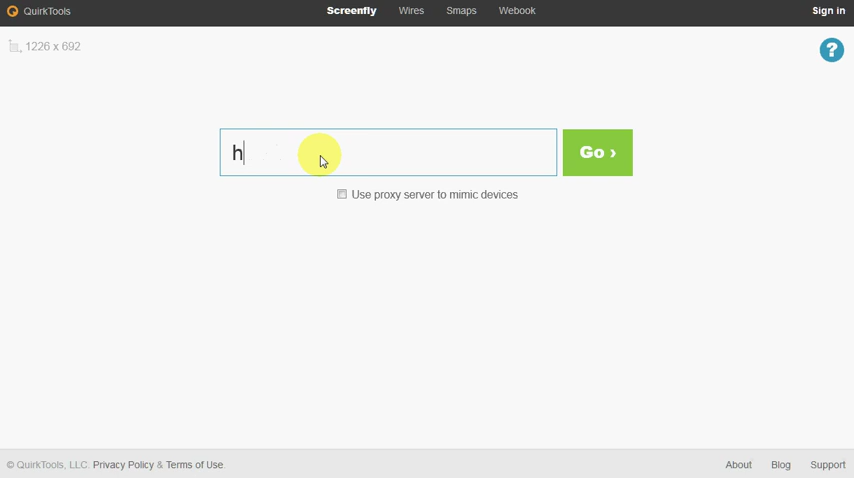 QuirkTools Screenfly Wires Smaps Webook Sign in
1226 x 692
?
h Go ›
Use proxy server to mimic devices
© QuirkTools, LLC. Privacy Policy & Terms of Use. About Blog Support